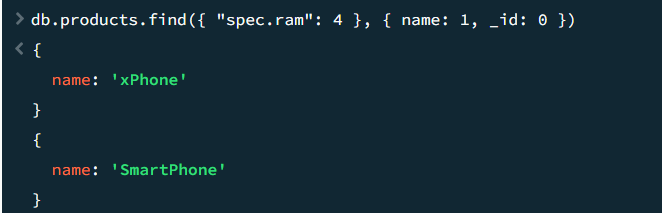 > db.products.find({ "spec.ram": 4 }, { name: 1, _id: 0 })
< {
name: 'xPhone'
}
{
name: 'SmartPhone'
}